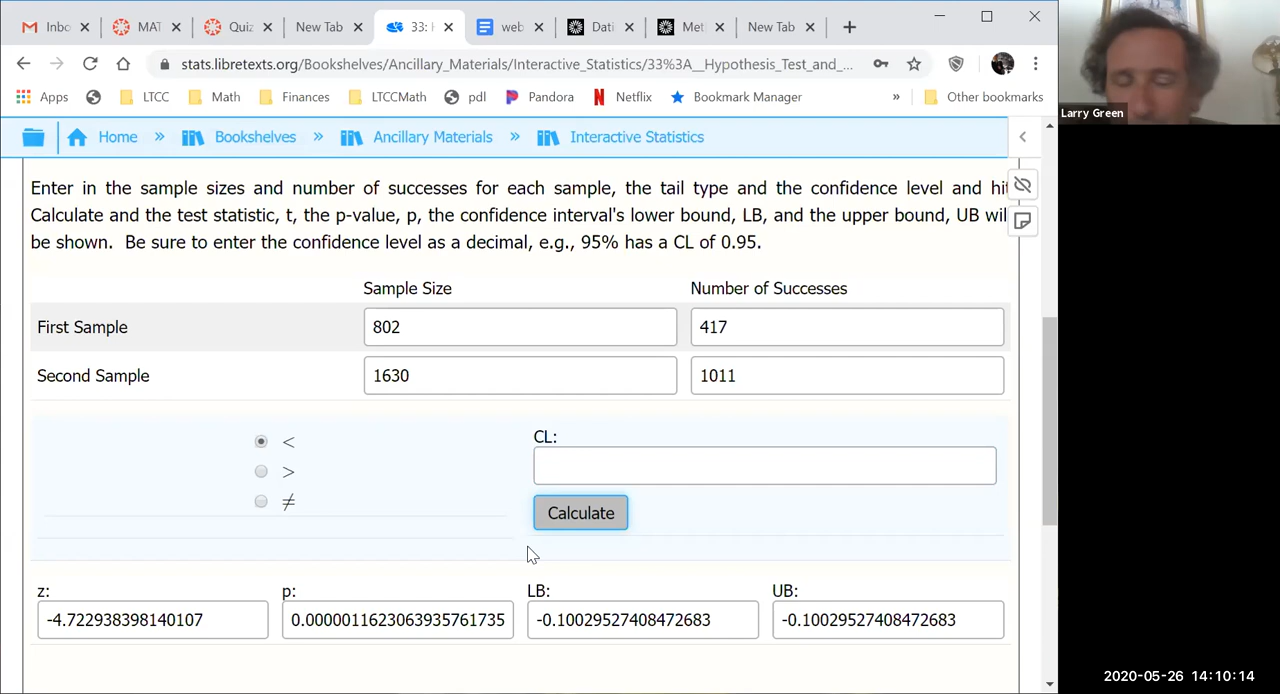 Inbo
MAT
Quiz
New Tab
33: H
web
Dati
Met
New Tab
stats.libretexts.org/Bookshelves/Ancillary_Materials/Interactive_Statistics/33%3A__Hypothesis_Test_and_...
Apps
LTCC
Math
Finances
LTCCMath
pdl
Pandora
Netflix
Bookmark Manager
»
Other bookmarks
Larry Green
Home » Bookshelves » Ancillary Materials » Interactive Statistics
Enter in the sample sizes and number of successes for each sample, the tail type and the confidence level and hit
Calculate and the test statistic, t, the p-value, p, the confidence interval's lower bound, LB, and the upper bound, UB will
be shown. Be sure to enter the confidence level as a decimal, e.g., 95% has a CL of 0.95.
Sample Size Number of Successes
First Sample 802 417
Second Sample 1630 1011
<
>
≠
CL:
Calculate
z: p: LB: UB:
-4.722938398140107 0.0000011623063935761735 -0.10029527408472683 -0.10029527408472683
2020-05-26 14:10:14